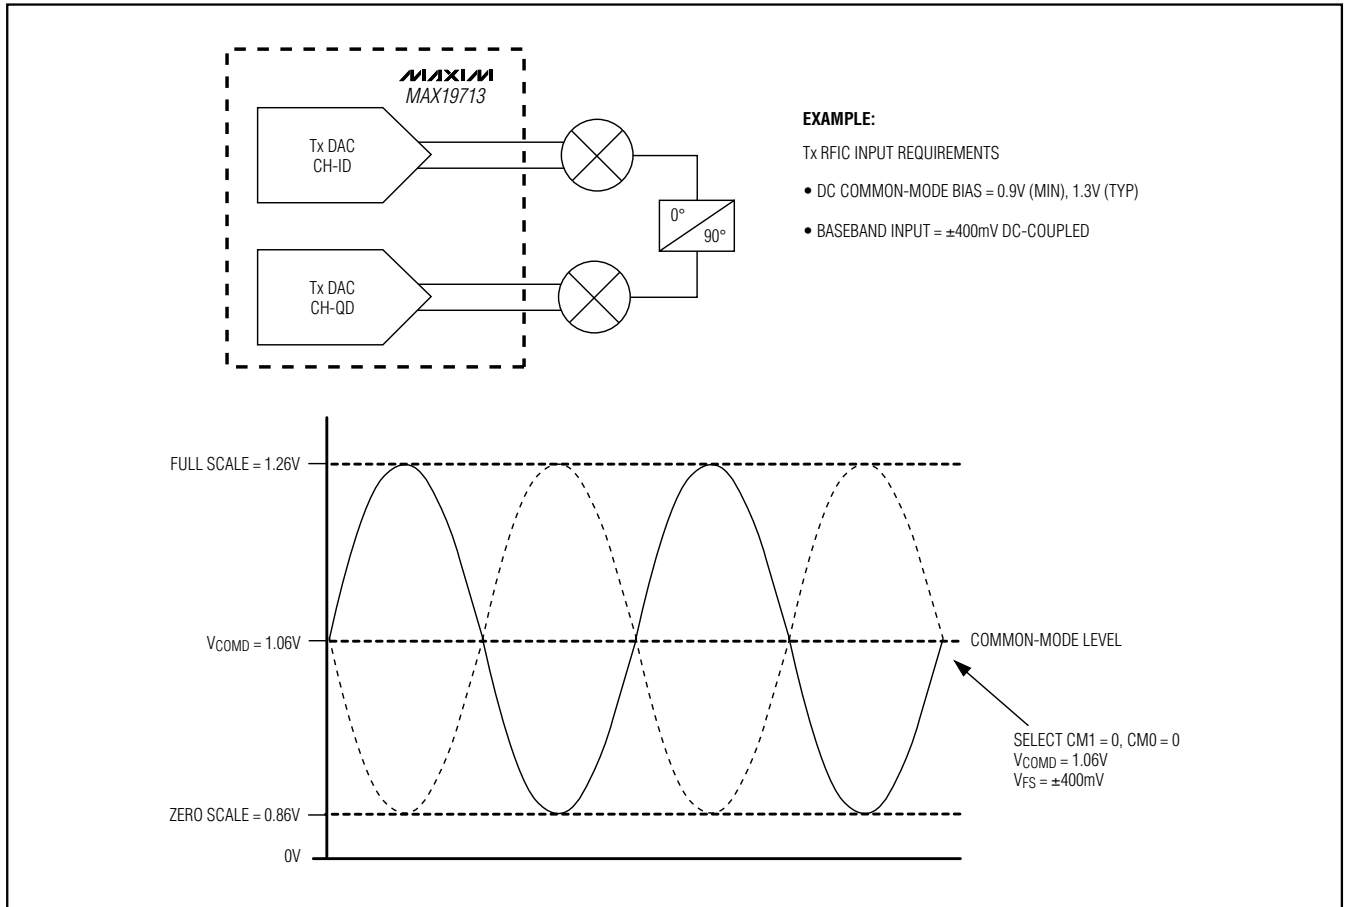 MAXIM
MAX19713
Tx DAC
CH-ID
0°
90°
Tx DAC
CH-QD
EXAMPLE:
Tx RFIC INPUT REQUIREMENTS
• DC COMMON-MODE BIAS = 0.9V (MIN), 1.3V (TYP)
• BASEBAND INPUT = ±400mV DC-COUPLED
FULL SCALE = 1.26V
VCOMD = 1.06V
COMMON-MODE LEVEL
SELECT CM1 = 0, CM0 = 0
VCOMD = 1.06V
VFS = ±400mV
ZERO SCALE = 0.86V
0V